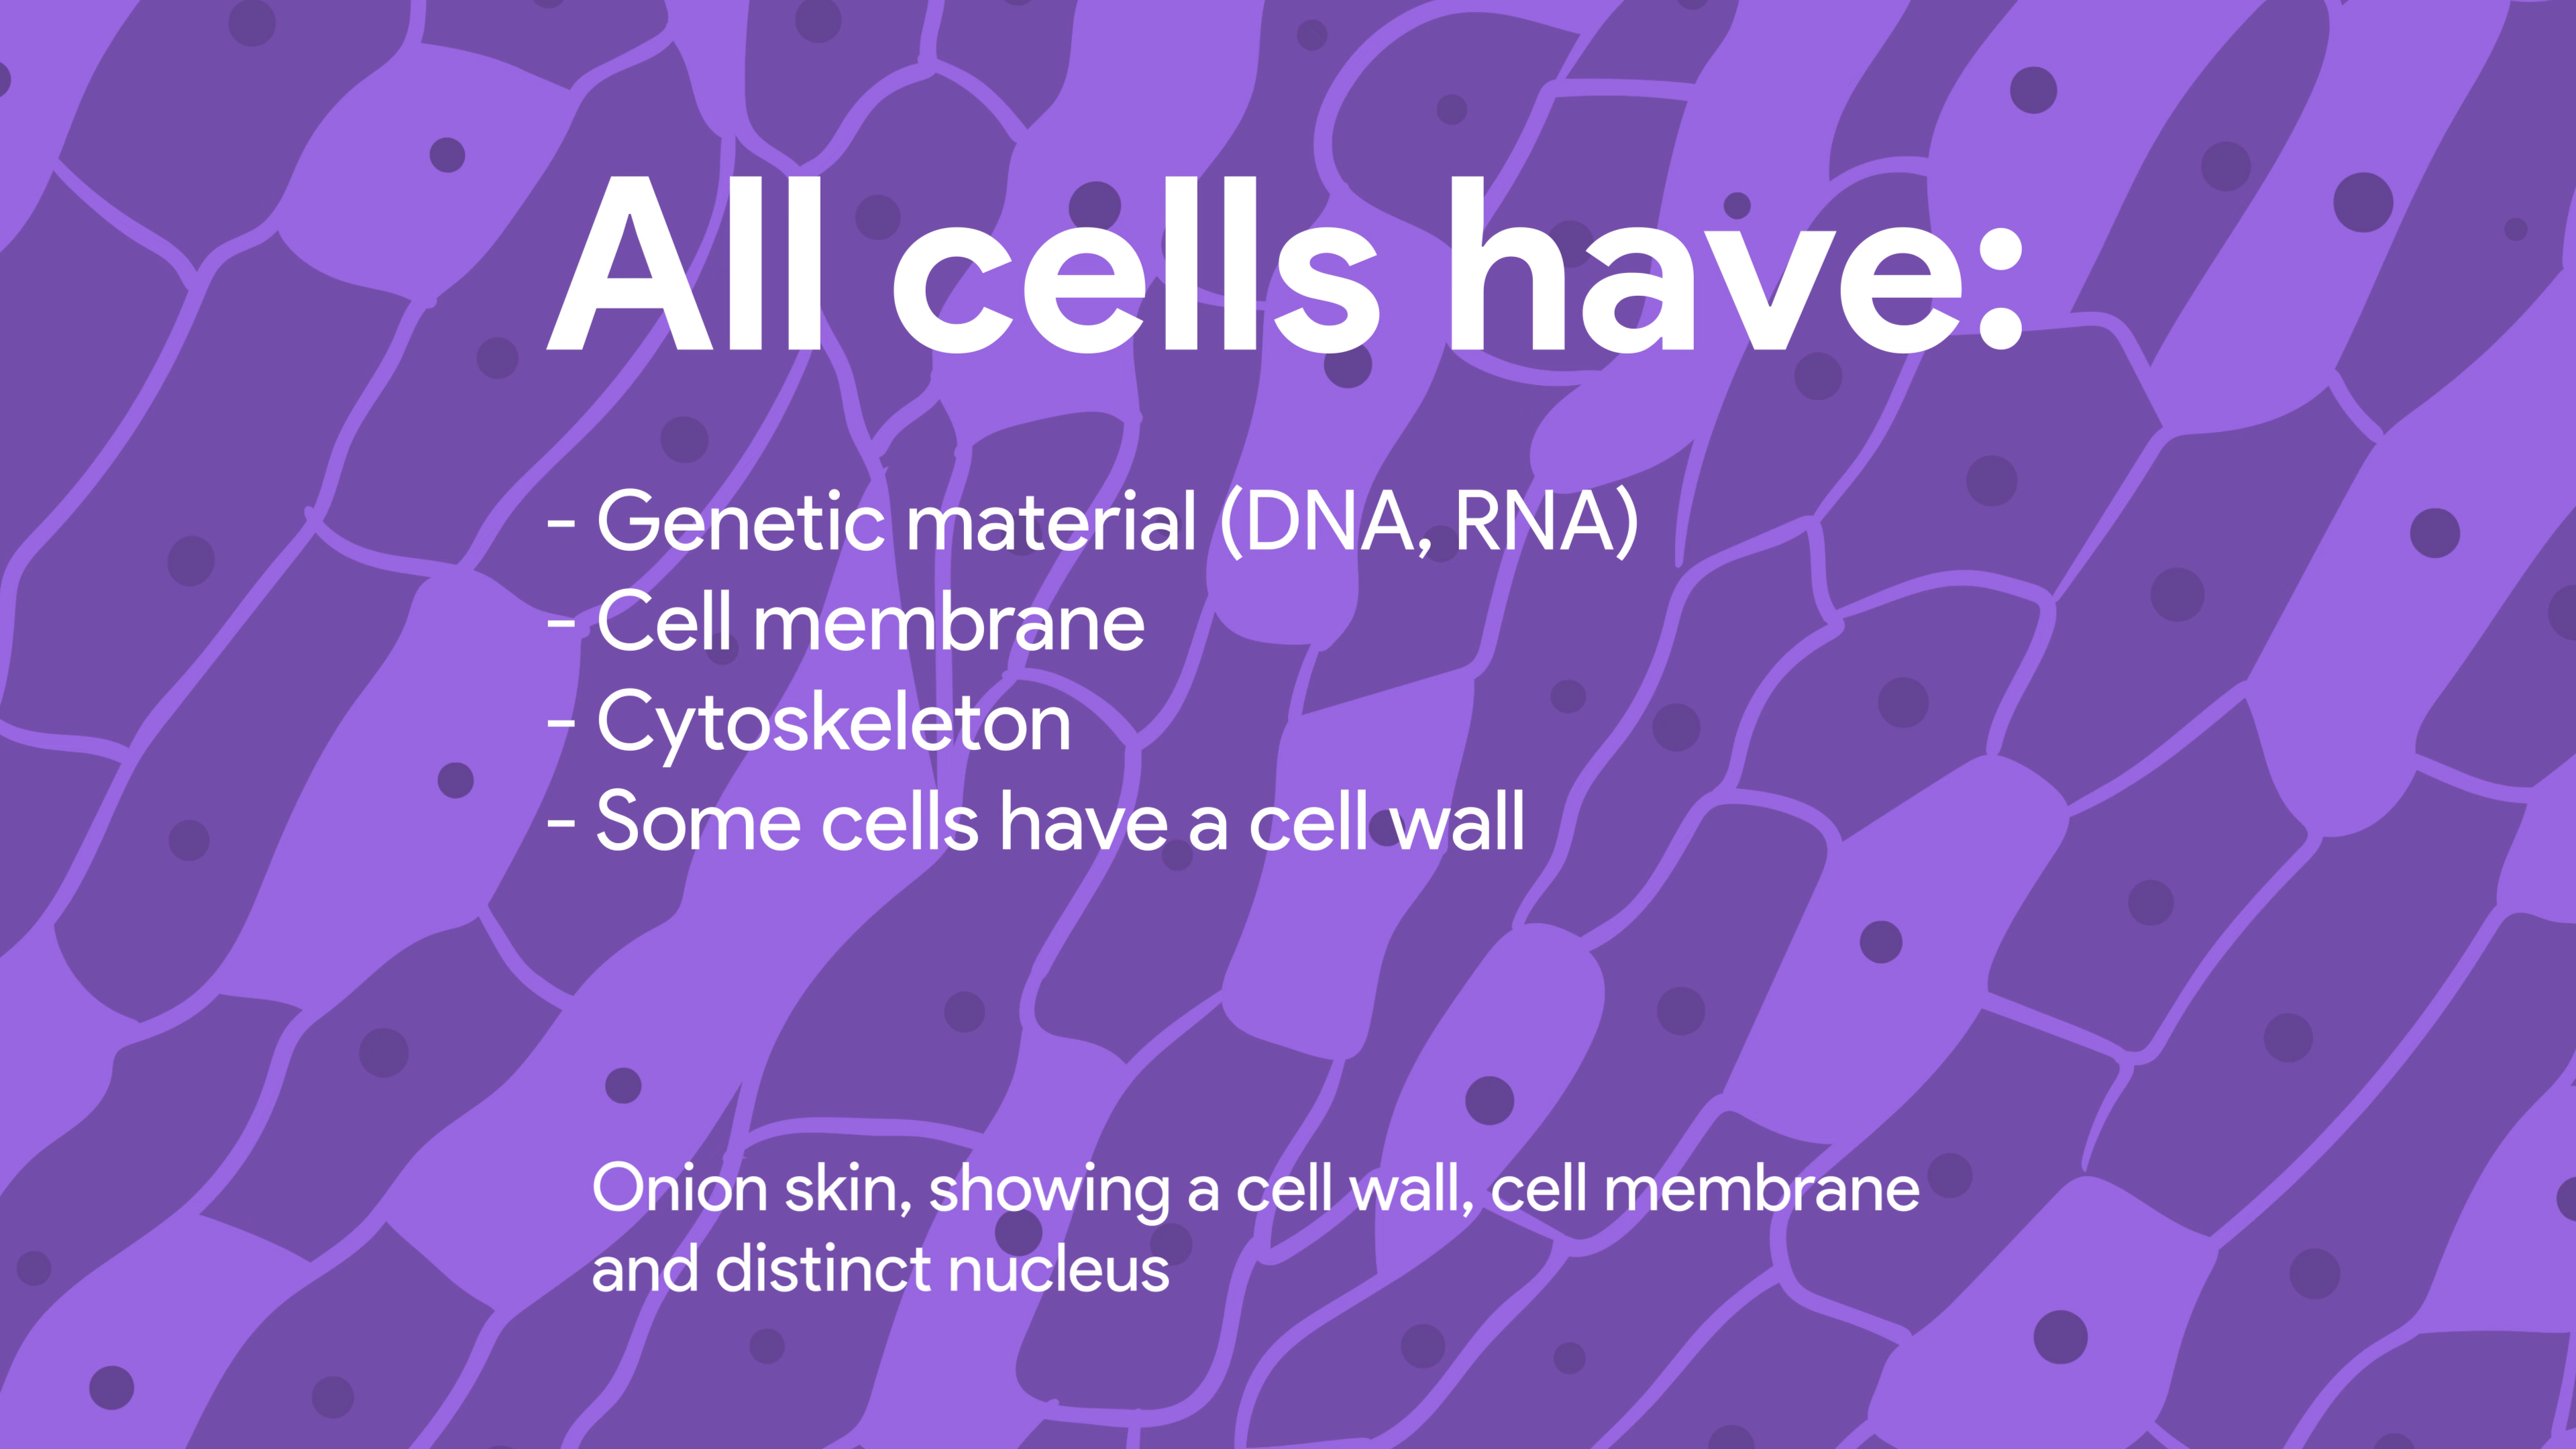 All cells have:
- Genetic material (DNA, RNA)
- Cell membrane
- Cytoskeleton
- Some cells have a cell wall
Onion skin, showing a cell wall, cell membrane
and distinct nucleus